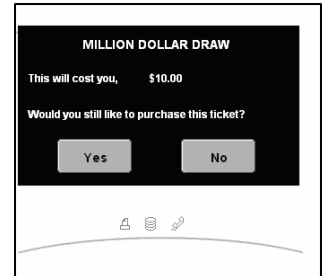 MILLION DOLLAR DRAW
This will cost you, $10.00
Would you still like to purchase this ticket?
Yes No